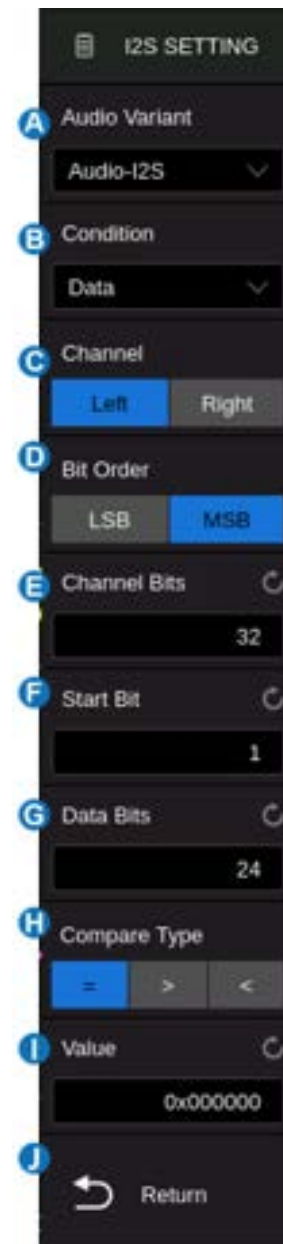 I2S SETTING
A Audio Variant
Audio-I2S
B Condition
Data
C Channel
Left Right
D Bit Order
LSB MSB
E Channel Bits
32
F Start Bit
1
G Data Bits
24
H Compare Type
= > <
I Value
0x000000
J Return